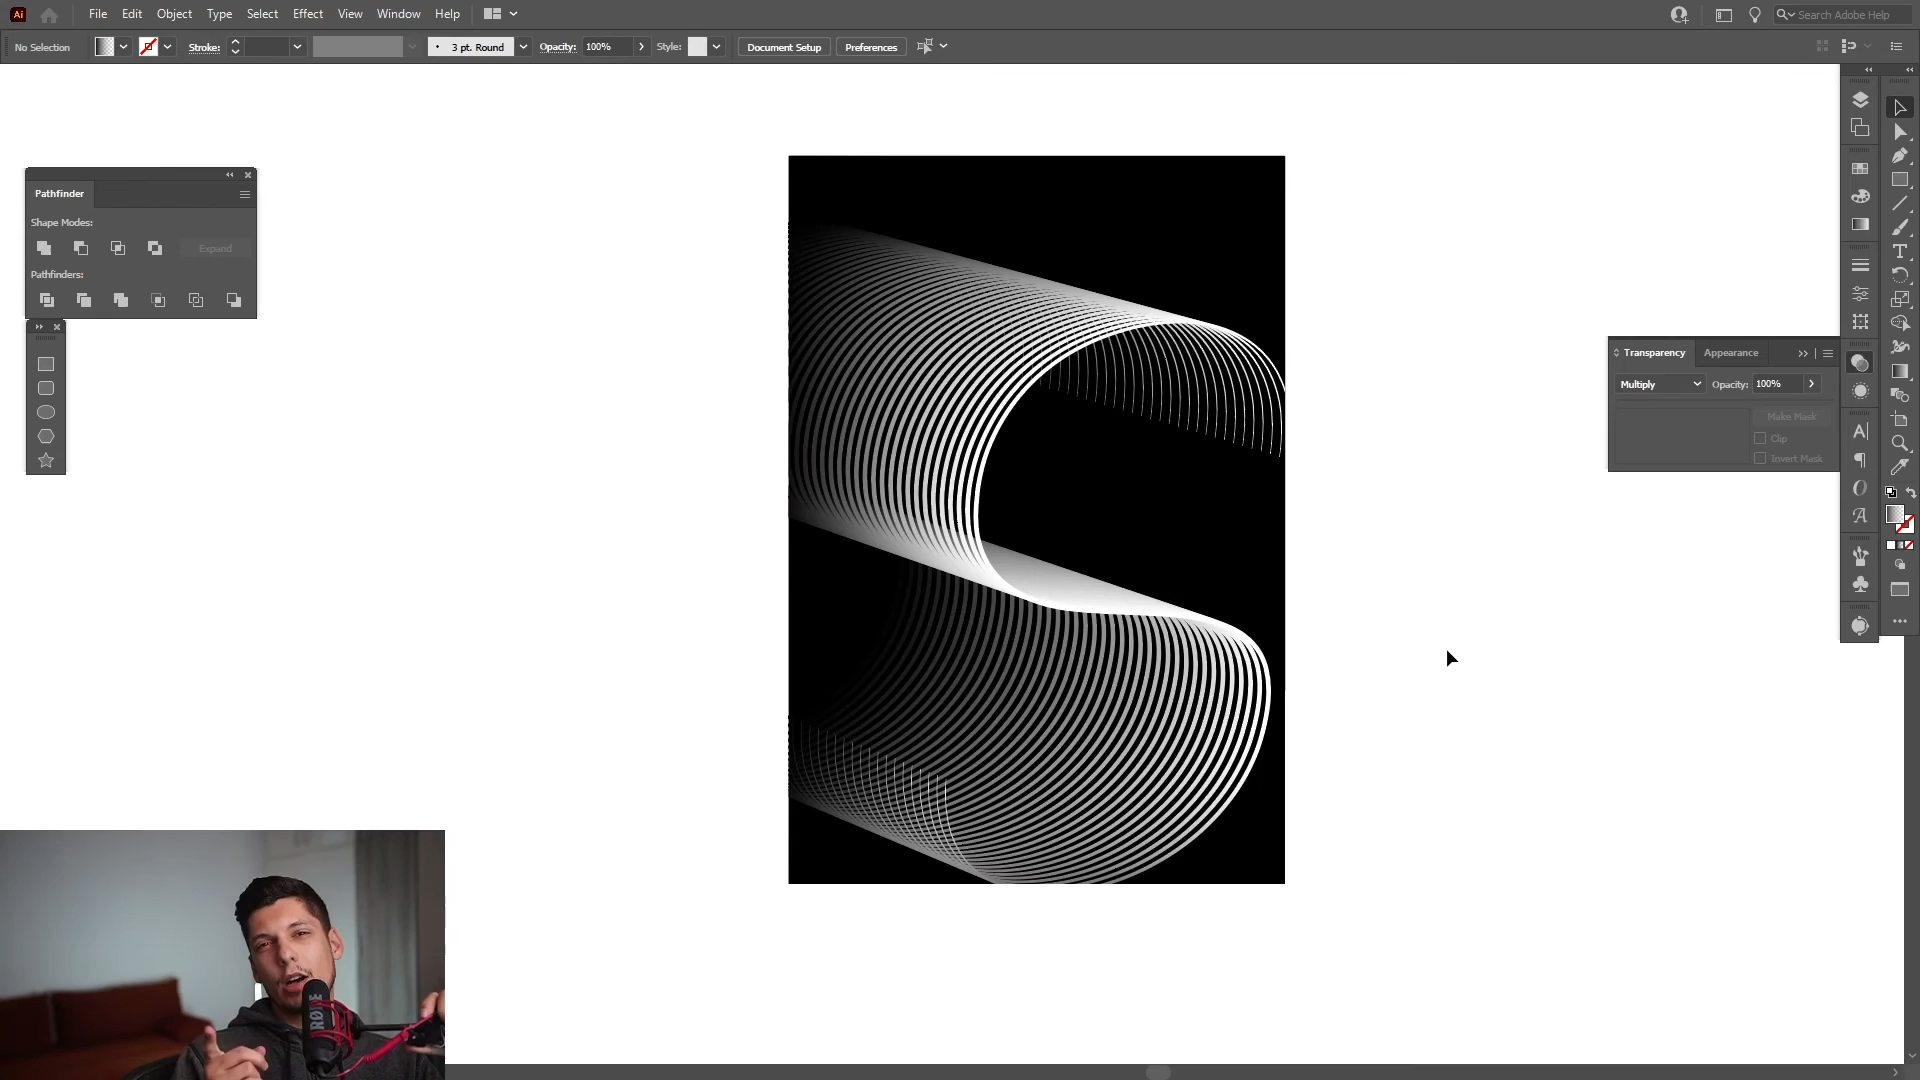 Ai File Edit Object Type Select Effect View Window Help Search Adobe Help
No Selection Stroke: 3 pt. Round Opacity: 100% Style: Document Setup Preferences
Pathfinder
Shape Modes:
Expand
Pathfinders:
Transparency Appearance
Multiply Opacity: 100%
Make Mask
Clip
Invert Mask
RØDE